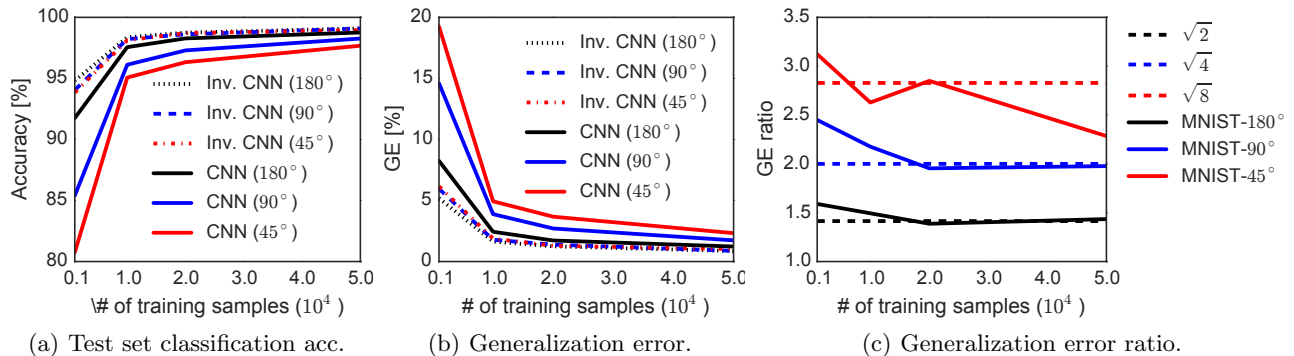 100
95
90
85
80
Accuracy [%]
Inv. CNN (180°)
Inv. CNN (90°)
Inv. CNN (45°)
CNN (180°)
CNN (90°)
CNN (45°)
0.1 1.0 2.0 3.0 4.0 5.0
\# of training samples (10⁴)
(a) Test set classification acc.
20
15
10
5
0
GE [%]
Inv. CNN (180°)
Inv. CNN (90°)
Inv. CNN (45°)
CNN (180°)
CNN (90°)
CNN (45°)
0.1 1.0 2.0 3.0 4.0 5.0
# of training samples (10⁴)
(b) Generalization error.
3.5
3.0
2.5
2.0
1.5
1.0
GE ratio
0.1 1.0 2.0 3.0 4.0 5.0
# of training samples (10⁴)
√2
√4
√8
MNIST-180°
MNIST-90°
MNIST-45°
(c) Generalization error ratio.